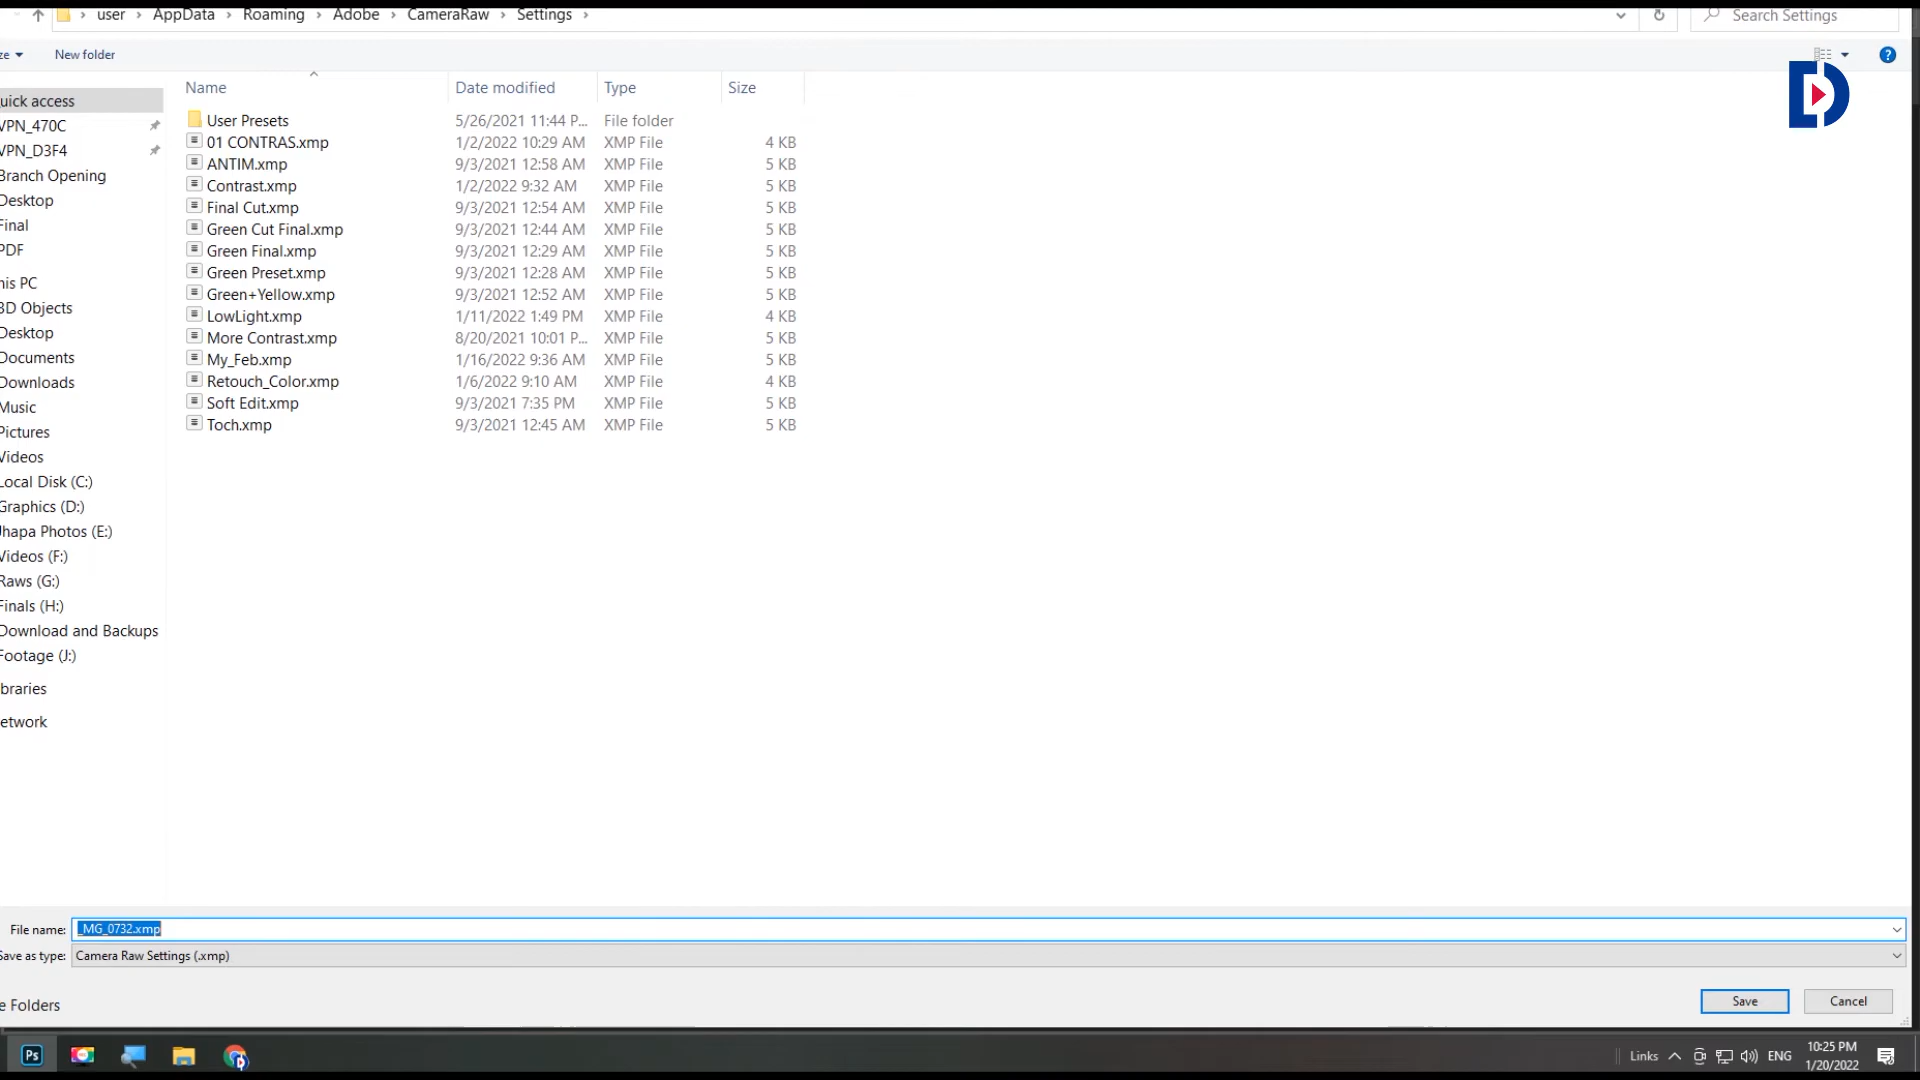 user › AppData › Roaming › Adobe › CameraRaw › Settings ›
Search Settings
ze
New folder
Name
Date modified
Type
Size
uick access
VPN_470C
VPN_D3F4
Branch Opening
Desktop
Final
PDF
his PC
3D Objects
Desktop
Documents
Downloads
Music
Pictures
Videos
Local Disk (C:)
Graphics (D:)
Jhapa Photos (E:)
Videos (F:)
Raws (G:)
Finals (H:)
Download and Backups
Footage (J:)
braries
etwork
User Presets 5/26/2021 11:44 P... File folder
01 CONTRAS.xmp 1/2/2022 10:29 AM XMP File 4 KB
ANTIM.xmp 9/3/2021 12:58 AM XMP File 5 KB
Contrast.xmp 1/2/2022 9:32 AM XMP File 5 KB
Final Cut.xmp 9/3/2021 12:54 AM XMP File 5 KB
Green Cut Final.xmp 9/3/2021 12:44 AM XMP File 5 KB
Green Final.xmp 9/3/2021 12:29 AM XMP File 5 KB
Green Preset.xmp 9/3/2021 12:28 AM XMP File 5 KB
Green+Yellow.xmp 9/3/2021 12:52 AM XMP File 5 KB
LowLight.xmp 1/11/2022 1:49 PM XMP File 4 KB
More Contrast.xmp 8/20/2021 10:01 P... XMP File 5 KB
My_Feb.xmp 1/16/2022 9:36 AM XMP File 5 KB
Retouch_Color.xmp 1/6/2022 9:10 AM XMP File 4 KB
Soft Edit.xmp 9/3/2021 7:35 PM XMP File 5 KB
Toch.xmp 9/3/2021 12:45 AM XMP File 5 KB
File name: _MG_0732.xmp
Save as type: Camera Raw Settings (.xmp)
e Folders
Save
Cancel
Ps
Links
ENG
10:25 PM
1/20/2022